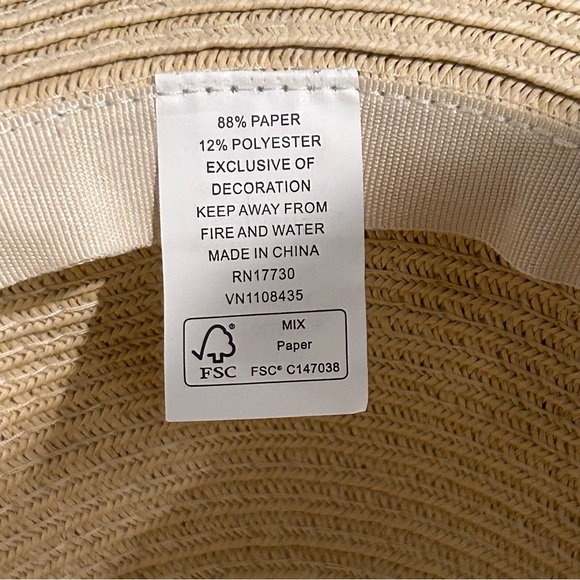 88% PAPER
12% POLYESTER
EXCLUSIVE OF
DECORATION
KEEP AWAY FROM
FIRE AND WATER
MADE IN CHINA
RN17730
VN1108435
MIX
Paper
FSC® C147038
®
FSC